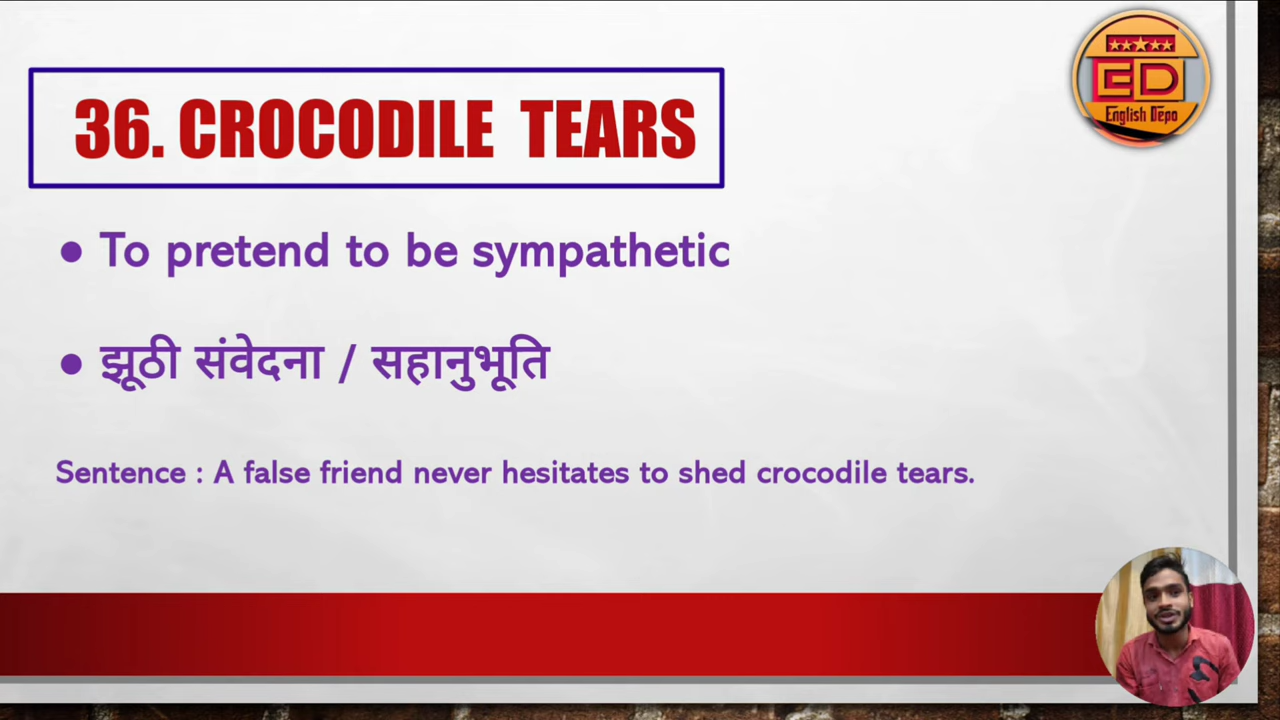 36. CROCODILE TEARS
ED
English Depo
• To pretend to be sympathetic
• झूठी संवेदना / सहानुभूति
Sentence : A false friend never hesitates to shed crocodile tears.